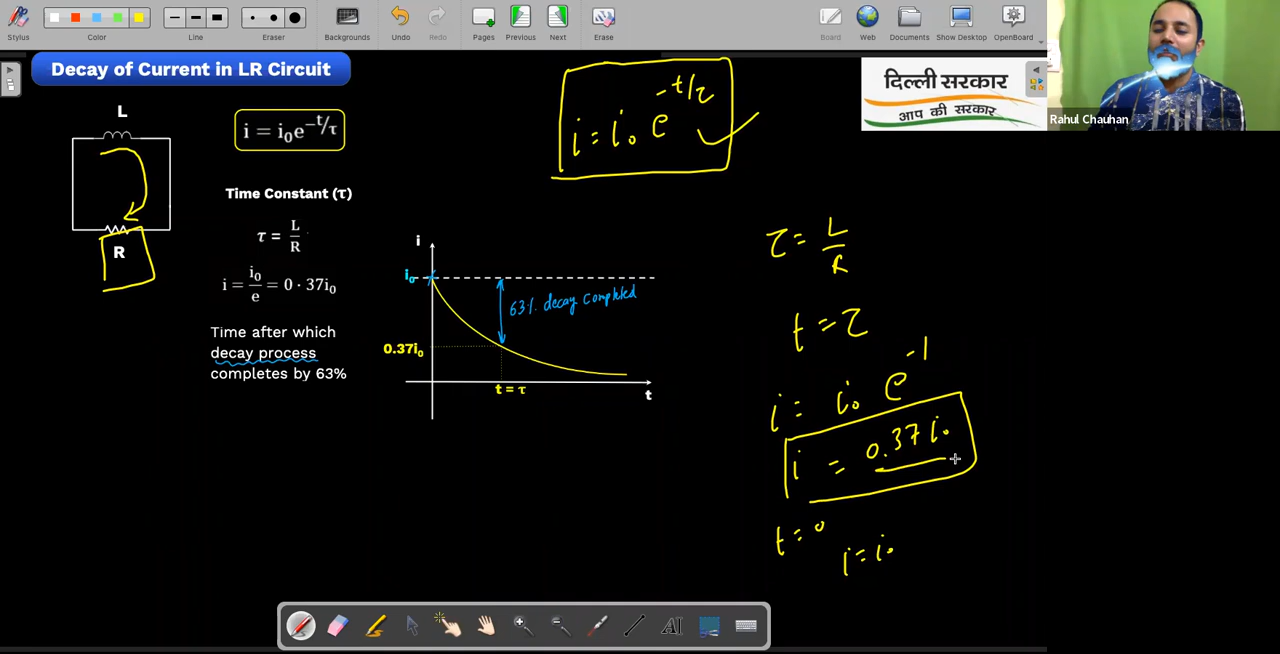 Stylus
Color
Line
Eraser
Backgrounds
Undo
Redo
Pages
Previous
Next
Erase
Board
Web
Documents
Show Desktop
OpenBoard
Decay of Current in LR Circuit
दिल्ली सरकार
आप की सरकार
Rahul Chauhan
L
R
i = i₀e^(−t/τ)
i = i₀ e^(−t/τ)
Time Constant (τ)
τ = L/R
i = i₀/e = 0·37i₀
Time after which
decay process
completes by 63%
i
i₀
63% decay completed
0.37i₀
t = τ
t
τ = L/R
t = τ
i = i₀ e^(−1)
i = 0.37 i₀
t = 0
i = i₀
AI